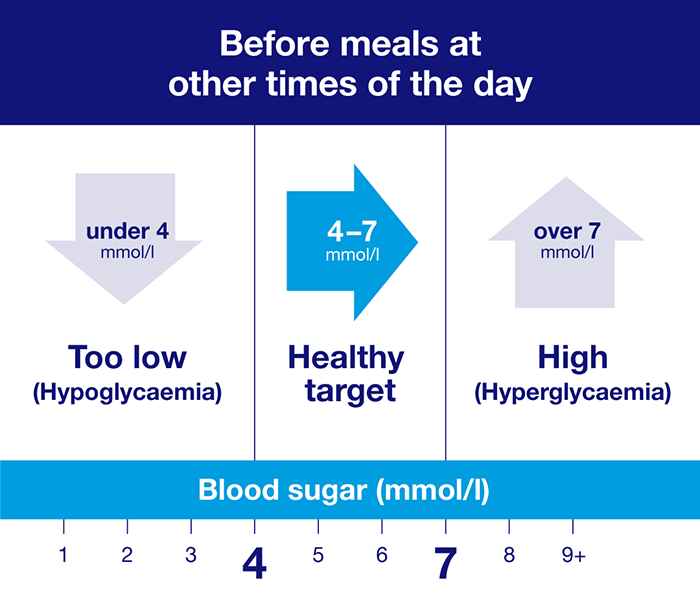 Before meals at
other times of the day
under 4
mmol/l
4–7
mmol/l
over 7
mmol/l
Too low
(Hypoglycaemia)
Healthy
target
High
(Hyperglycaemia)
Blood sugar (mmol/l)
1 2 3 4 5 6 7 8 9+